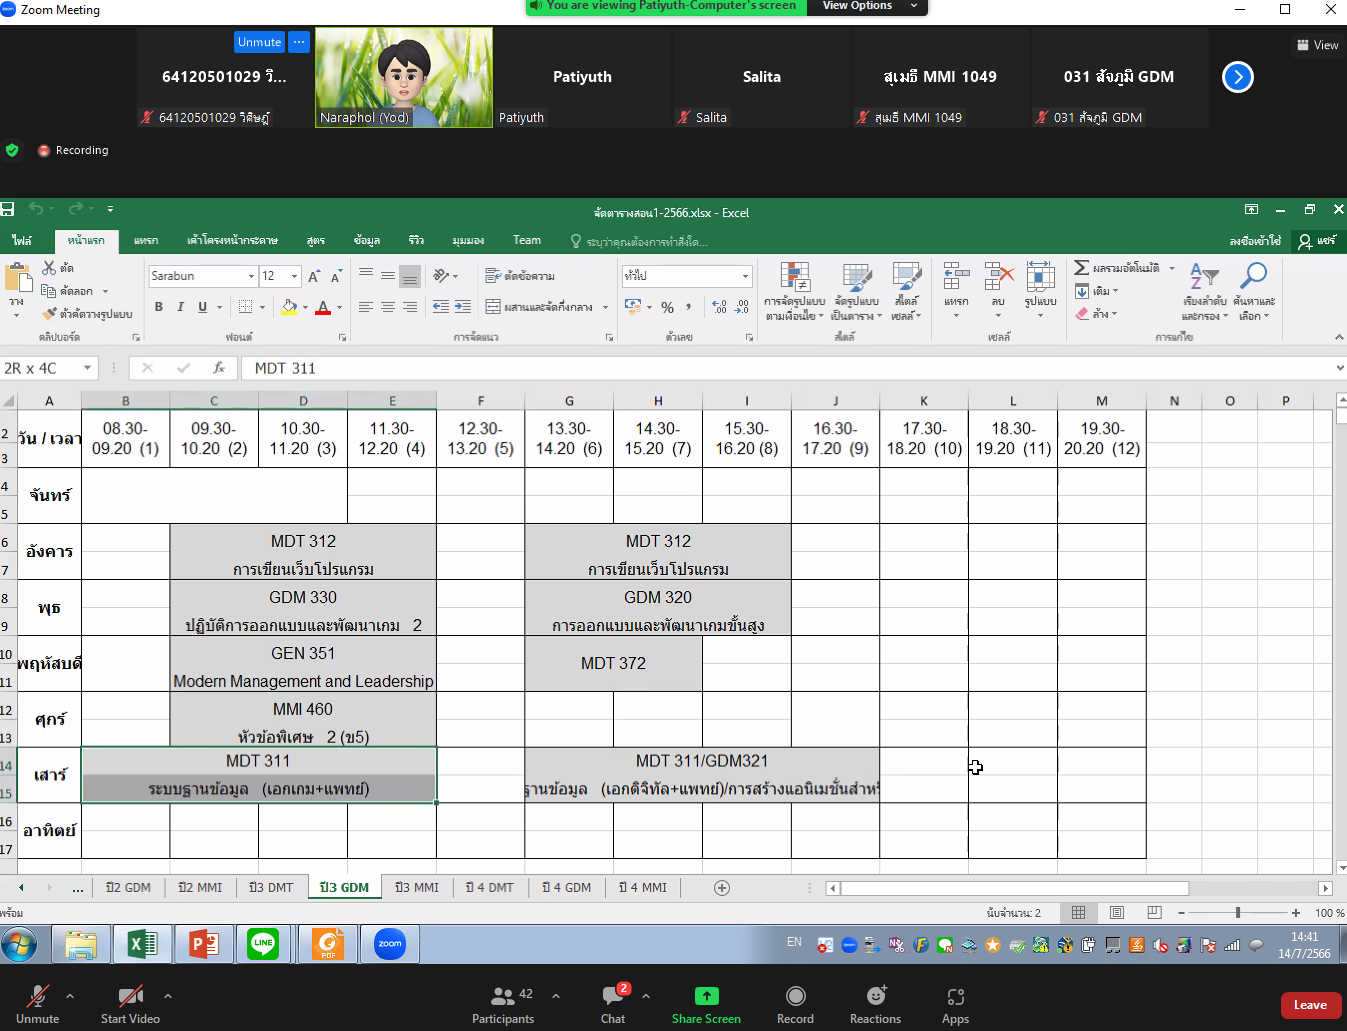 Zoom Meeting
You are viewing Patiyuth-Computer's screen
View Options
Unmute
64120501029 วิ...
Patiyuth
Salita
สุเมธี MMI 1049
031 สัจภูมิ GDM
View
64120501029 วิศิษฎ์
Naraphol (Yod)
Patiyuth
Salita
สุเมธี MMI 1049
031 สัจภูมิ GDM
Recording
จัดตารางสอน1-2566.xlsx - Excel
ไฟล์
หน้าแรก
แทรก
เค้าโครงหน้ากระดาษ
สูตร
ข้อมูล
รีวิว
มุมมอง
Team
ระบุว่าคุณต้องการทำสิ่งใด...
ลงชื่อเข้าใช้
แชร์
วาง
ตัด
คัดลอก
ตัวคัดวางรูปแบบ
คลิปบอร์ด
Sarabun
12
B I U
ฟอนต์
ตัดข้อความ
ผสานและจัดกึ่งกลาง
การจัดแนว
ทั่วไป
%
ตัวเลข
การจัดรูปแบบ
ตามเงื่อนไข
จัดรูปแบบ
เป็นตาราง
สไตล์
เซลล์
สไตล์
แทรก
ลบ
รูปแบบ
เซลล์
ผลรวมอัตโนมัติ
เติม
ล้าง
เรียงลำดับ
และกรอง
ค้นหาและ
เลือก
การแก้ไข
2R x 4C
fx
MDT 311
A B C D E F G H I J K L M N O P
2
3
วัน / เวลา
08.30-
09.20 (1)
09.30-
10.20 (2)
10.30-
11.20 (3)
11.30-
12.20 (4)
12.30-
13.20 (5)
13.30-
14.20 (6)
14.30-
15.20 (7)
15.30-
16.20 (8)
16.30-
17.20 (9)
17.30-
18.20 (10)
18.30-
19.20 (11)
19.30-
20.20 (12)
4
5
จันทร์
6
7
อังคาร
MDT 312
การเขียนเว็บโปรแกรม
MDT 312
การเขียนเว็บโปรแกรม
8
9
พุธ
GDM 330
ปฏิบัติการออกแบบและพัฒนาเกม 2
GDM 320
การออกแบบและพัฒนาเกมขั้นสูง
10
11
พฤหัสบดี
GEN 351
Modern Management and Leadership
MDT 372
12
13
ศุกร์
MMI 460
หัวข้อพิเศษ 2 (ข5)
14
15
เสาร์
MDT 311
ระบบฐานข้อมูล (เอกเกม+แพทย์)
MDT 311/GDM321
ฐานข้อมูล (เอกดิจิทัล+แพทย์)/การสร้างแอนิเมชั่นสำหรั
16
17
อาทิตย์
...
ปี2 GDM
ปี2 MMI
ปี3 DMT
ปี3 GDM
ปี3 MMI
ปี 4 DMT
ปี 4 GDM
ปี 4 MMI
พร้อม
นับจำนวน: 2
100 %
LINE
PDF
zoom
EN
14:41
14/7/2566
Unmute
Start Video
Participants
42
Chat
2
Share Screen
Record
Reactions
Apps
Leave